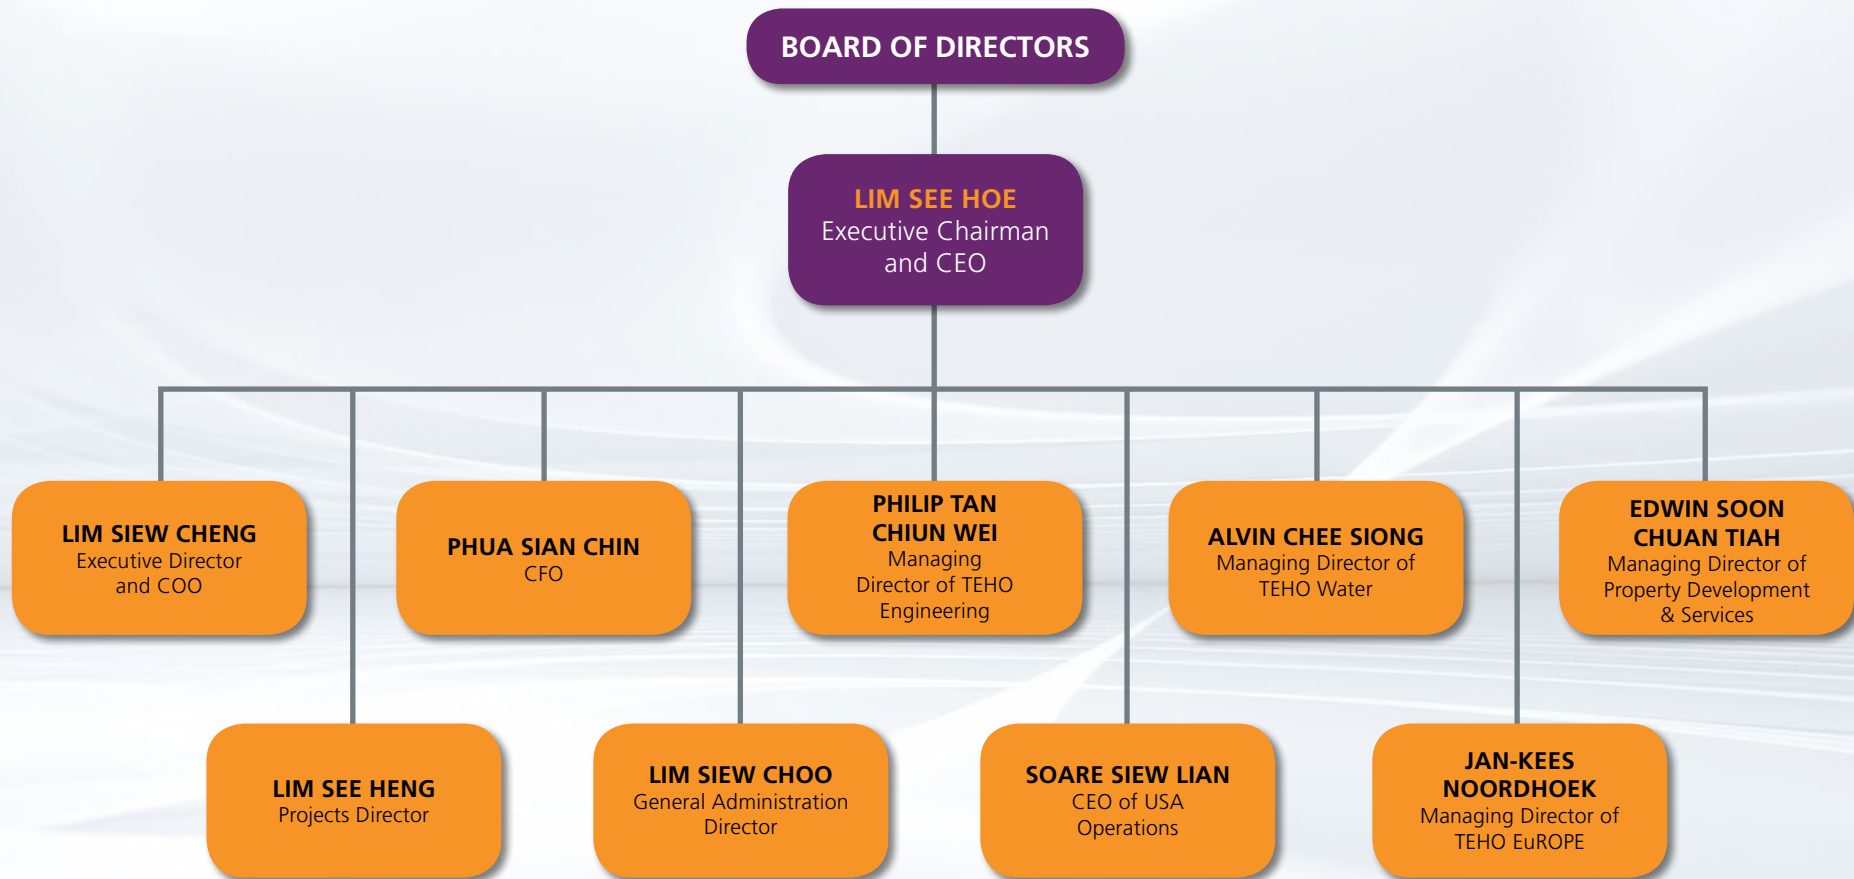 BOARD OF DIRECTORS
LIM SEE HOE
Executive Chairman
and CEO
LIM SIEW CHENG
Executive Director
and COO
PHUA SIAN CHIN
CFO
PHILIP TAN
CHIUN WEI
Managing
Director of TEHO
Engineering
ALVIN CHEE SIONG
Managing Director of
TEHO Water
EDWIN SOON
CHUAN TIAH
Managing Director of
Property Development
& Services
LIM SEE HENG
Projects Director
LIM SIEW CHOO
General Administration
Director
SOARE SIEW LIAN
CEO of USA
Operations
JAN-KEES
NOORDHOEK
Managing Director of
TEHO EuROPE